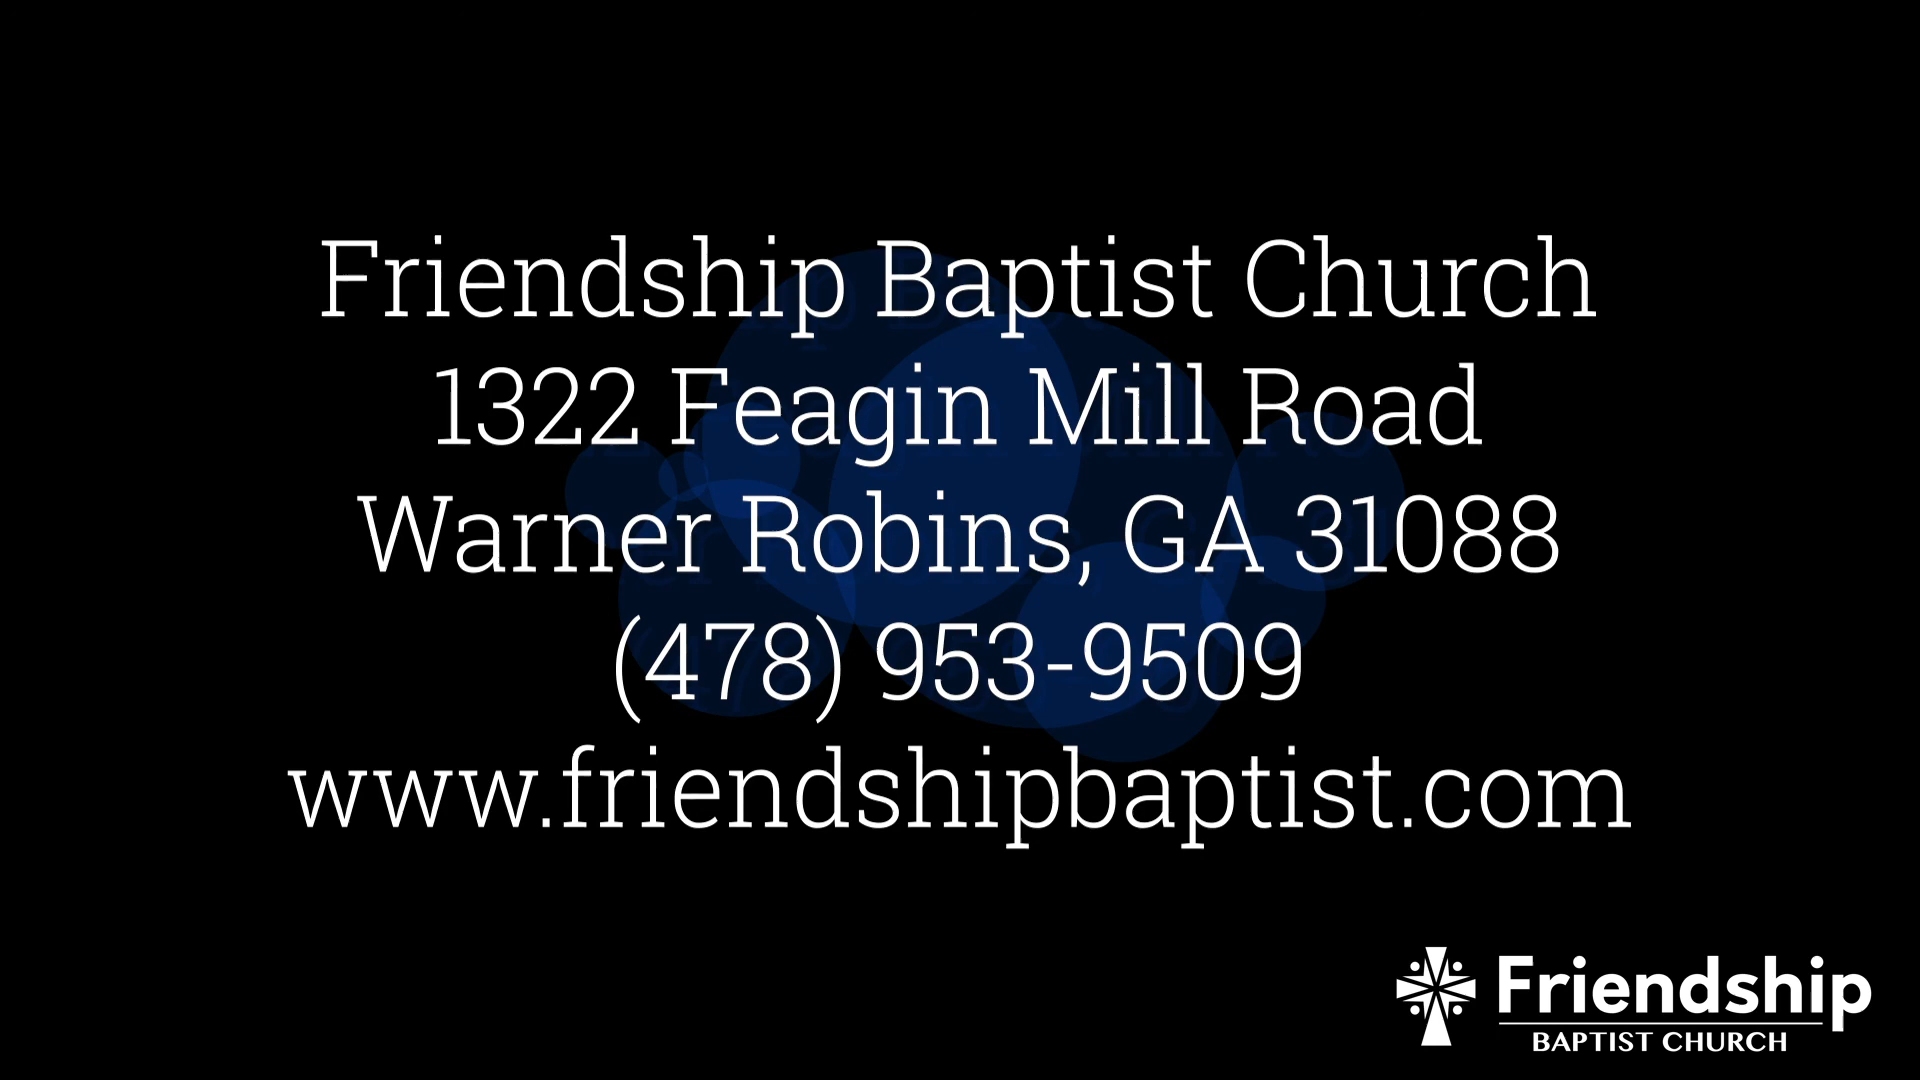 Friendship Baptist Church
1322 Feagin Mill Road
Warner Robins, GA 31088
(478) 953-9509
www.friendshipbaptist.com
Friendship
BAPTIST CHURCH